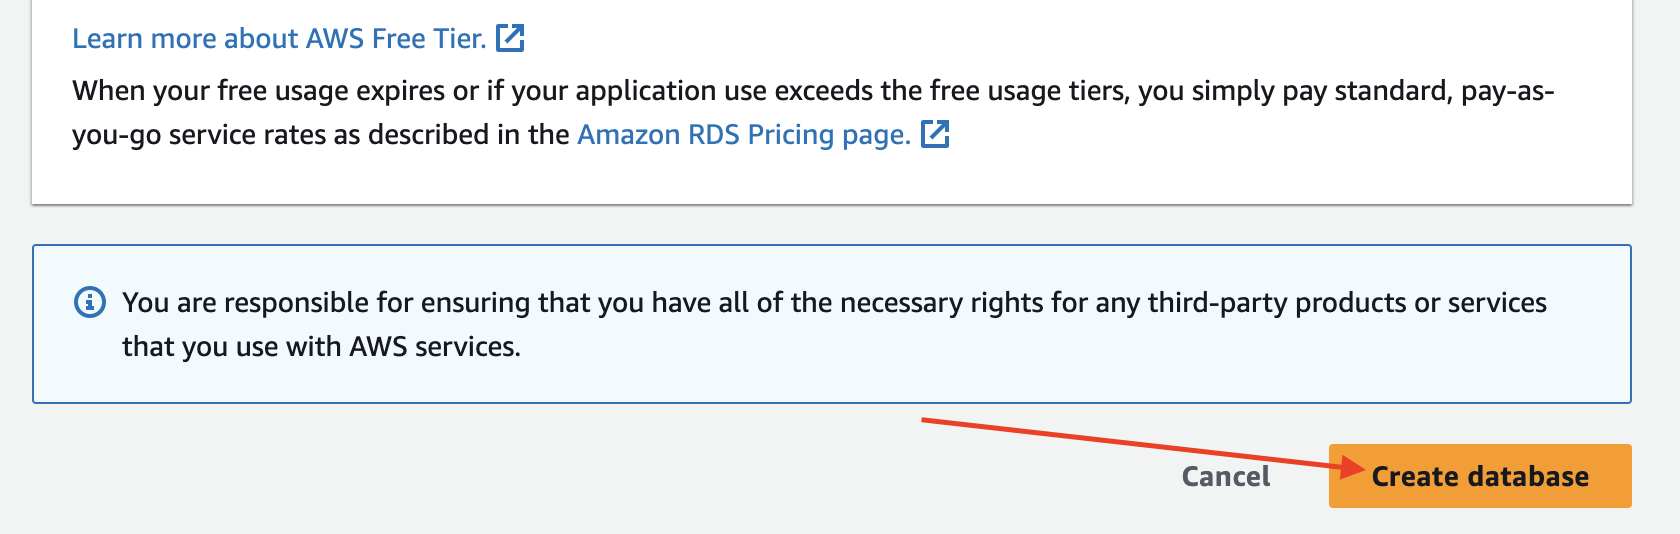 Learn more about AWS Free Tier.
When your free usage expires or if your application use exceeds the free usage tiers, you simply pay standard, pay-as-
you-go service rates as described in the Amazon RDS Pricing page.
You are responsible for ensuring that you have all of the necessary rights for any third-party products or services
that you use with AWS services.
Cancel
Create database